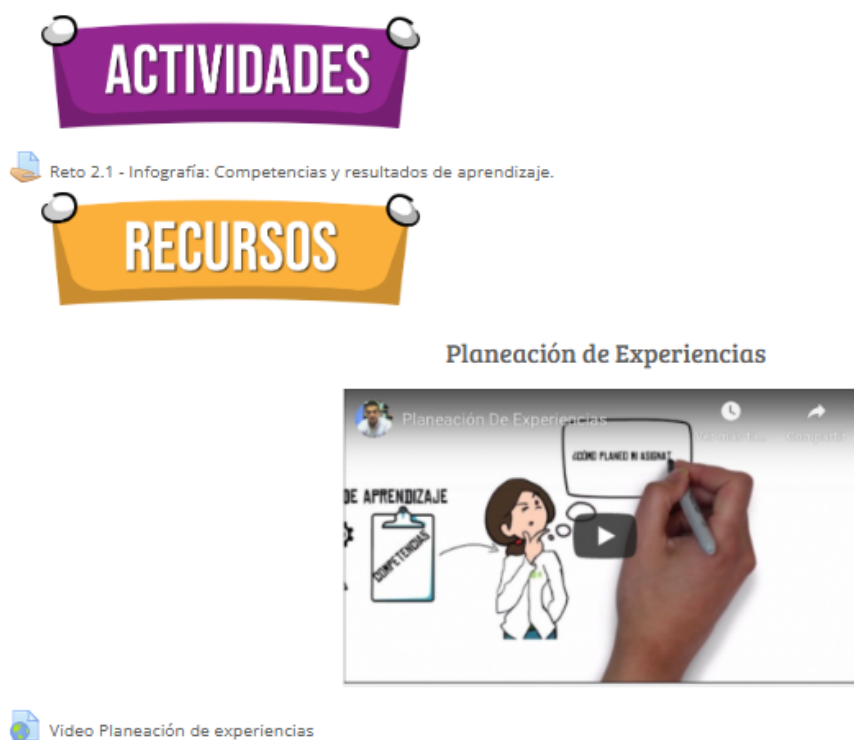 ACTIVIDADES
Reto 2.1 - Infografía: Competencias y resultados de aprendizaje.
RECURSOS
Planeación de Experiencias
Planeación De Experiencias
Compartir
¿CÓMO PLANEO MI ASIGNAT
DE APRENDIZAJE
COMPETENCIAS
Video Planeación de experiencias